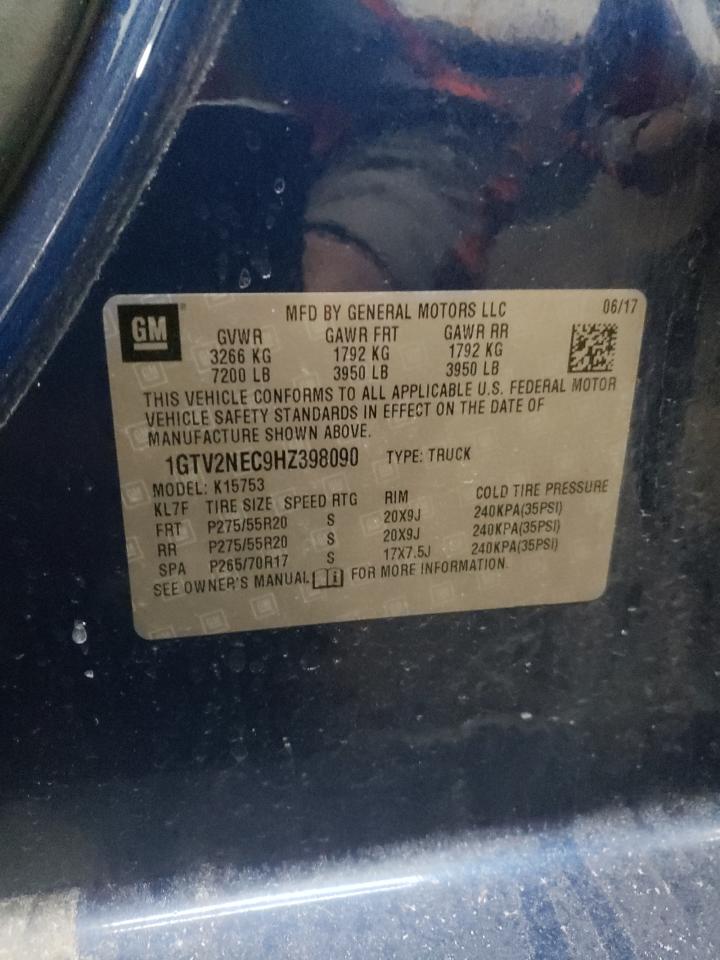 GM
MFD BY GENERAL MOTORS LLC 06/17
GVWR GAWR FRT GAWR RR
3266 KG 1792 KG 1792 KG
7200 LB 3950 LB 3950 LB
THIS VEHICLE CONFORMS TO ALL APPLICABLE U.S. FEDERAL MOTOR
VEHICLE SAFETY STANDARDS IN EFFECT ON THE DATE OF
MANUFACTURE SHOWN ABOVE.
1GTV2NEC9HZ398090 TYPE: TRUCK
MODEL: K15753
KL7F TIRE SIZE SPEED RTG RIM COLD TIRE PRESSURE
FRT P275/55R20 S 20X9J 240KPA(35PSI)
RR P275/55R20 S 20X9J 240KPA(35PSI)
SPA P265/70R17 S 17X7.5J 240KPA(35PSI)
SEE OWNER'S MANUAL FOR MORE INFORMATION.